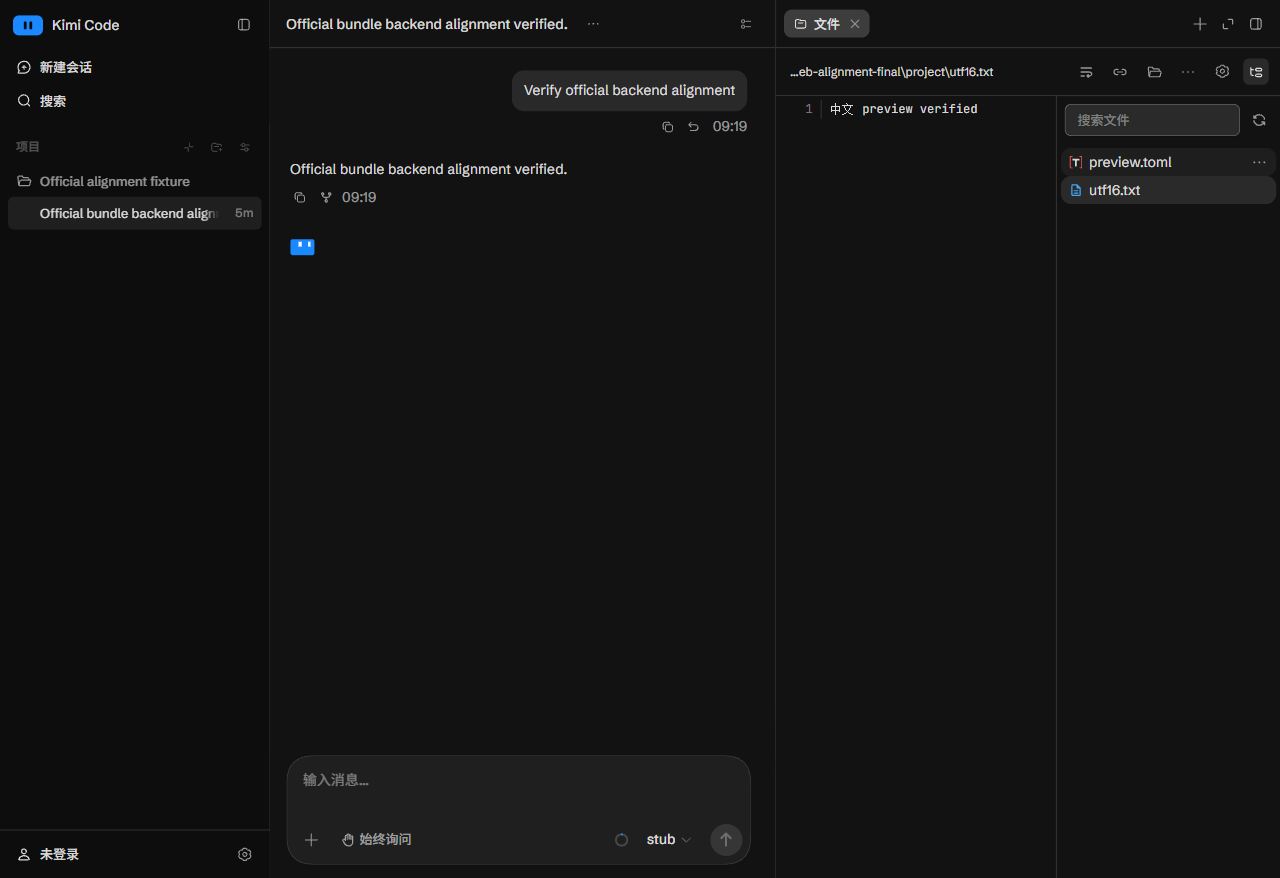 Kimi Code
新建会话
搜索
项目
Official alignment fixture
Official bundle backend align
5m
未登录
Official bundle backend alignment verified.
Verify official backend alignment
09:19
Official bundle backend alignment verified.
09:19
输入消息...
始终询问
stub
文件
...eb-alignment-final\project\utf16.txt
1 中文 preview verified
搜索文件
preview.toml
utf16.txt